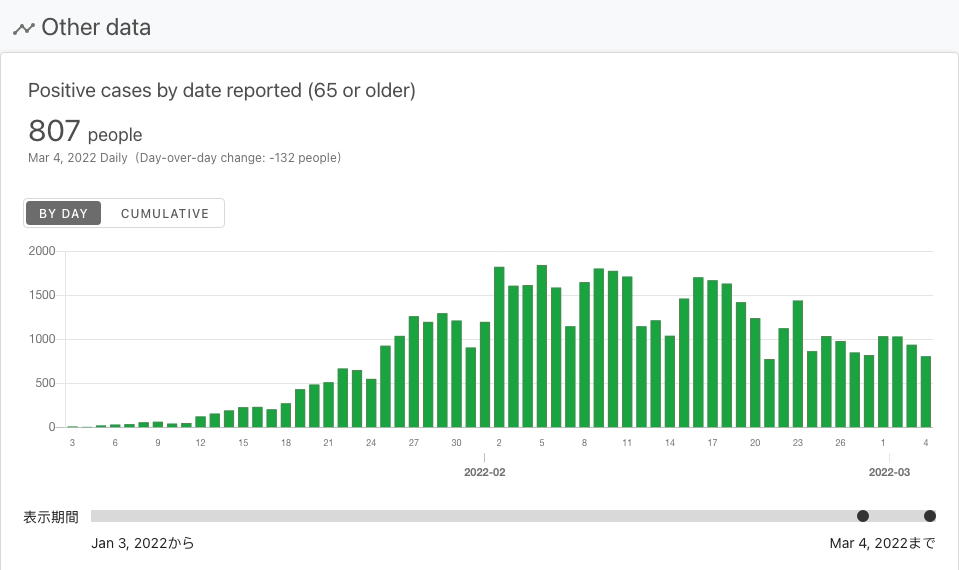 Other data
Positive cases by date reported (65 or older)
807 people
Mar 4, 2022 Daily (Day-over-day change: -132 people)
BY DAY CUMULATIVE
2000
1500
1000
500
0
3 6 9 12 15 18 21 24 27 30 2 5 8 11 14 17 20 23 26 1 4
2022-02 2022-03
表示期間
Jan 3, 2022から Mar 4, 2022まで